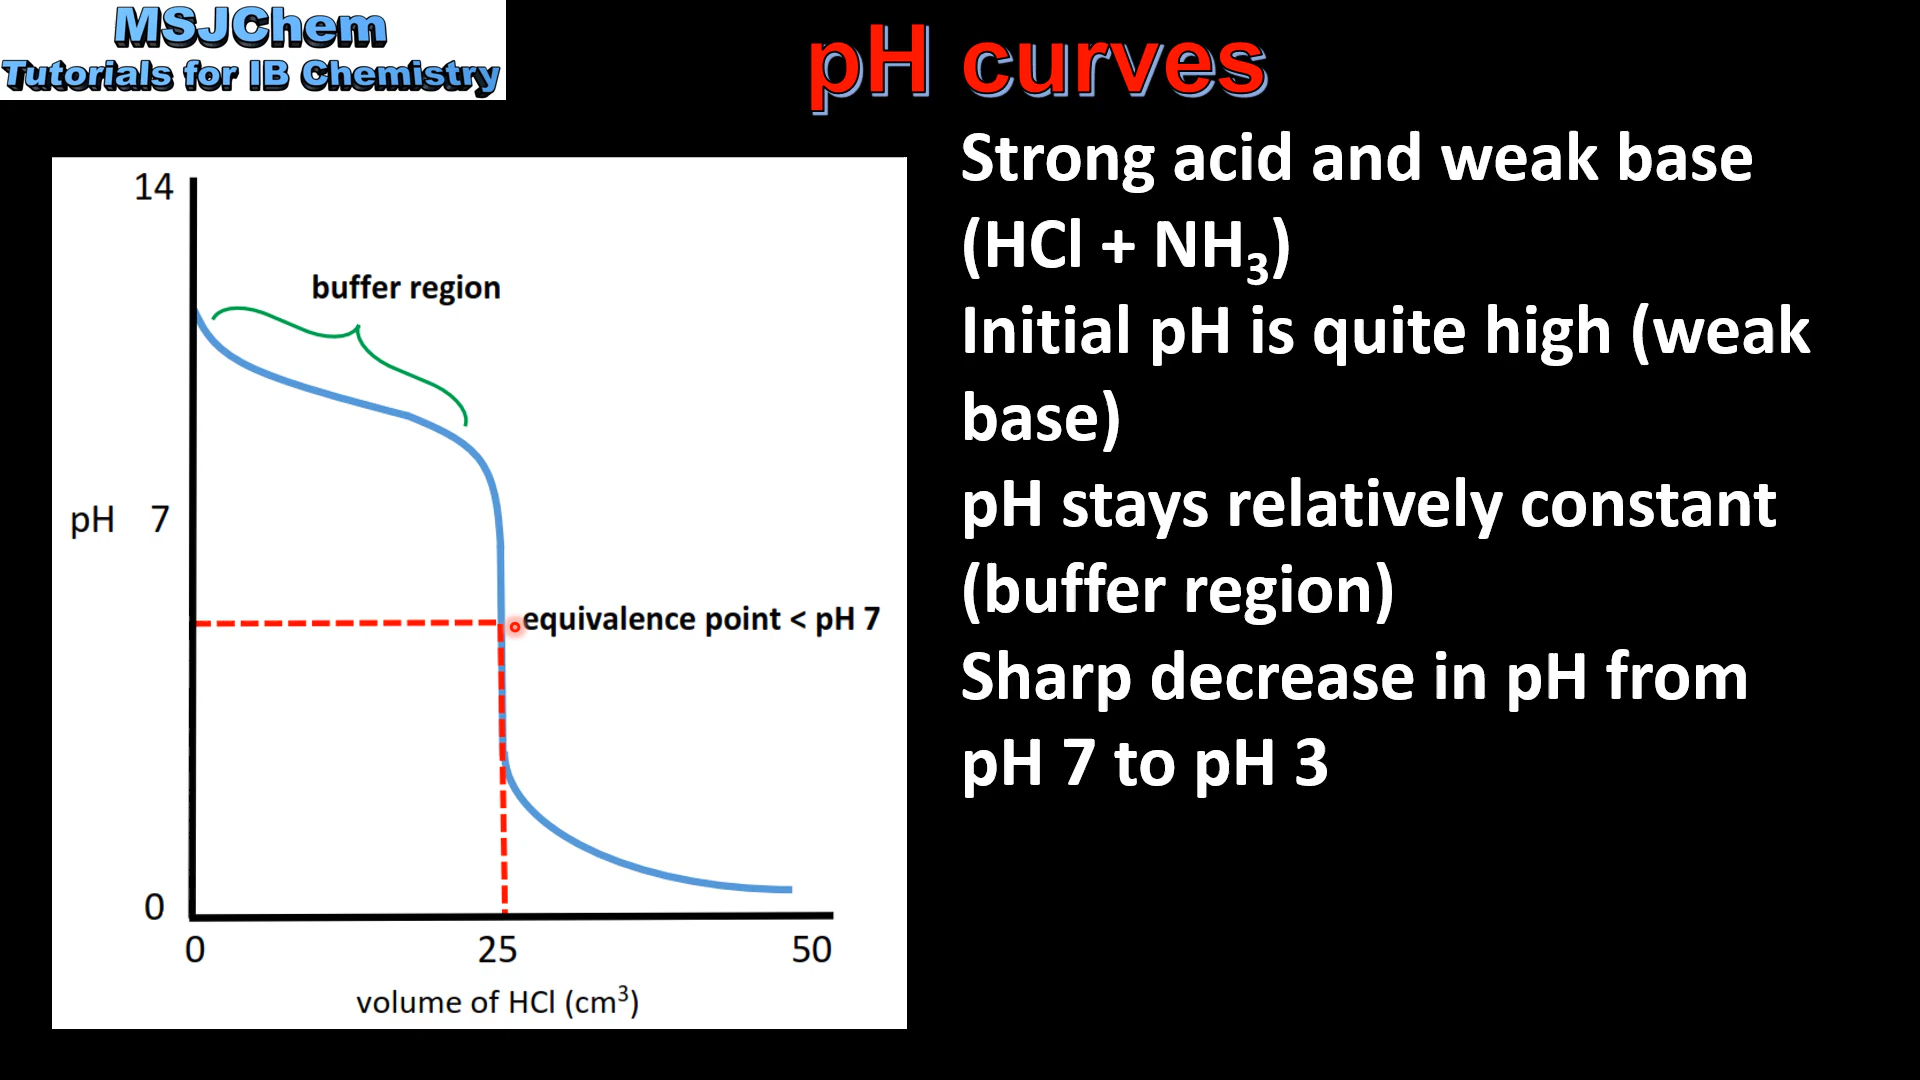 MSJChem
Tutorials for IB Chemistry
pH curves
14
buffer region
pH 7
equivalence point < pH 7
0
0 25 50
volume of HCl (cm³)
Strong acid and weak base
(HCl + NH₃)
Initial pH is quite high (weak
base)
pH stays relatively constant
(buffer region)
Sharp decrease in pH from
pH 7 to pH 3